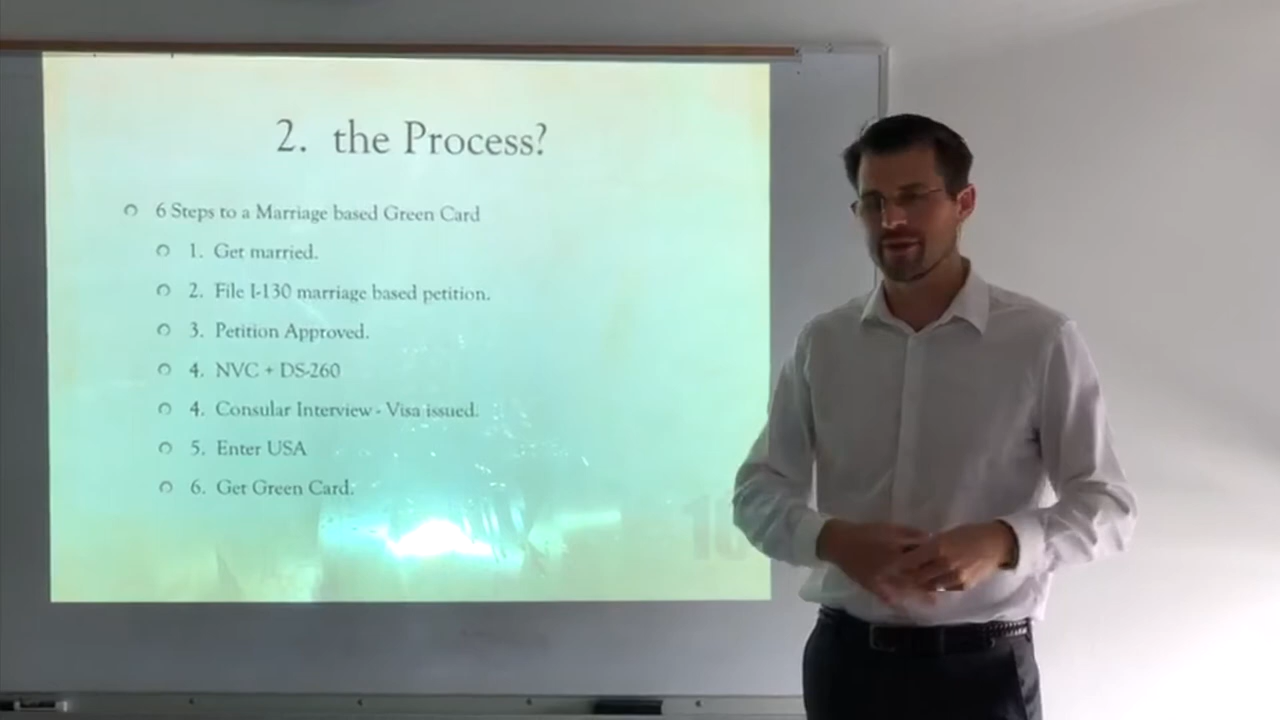 2. the Process?
6 Steps to a Marriage based Green Card
1. Get married.
2. File I-130 marriage based petition.
3. Petition Approved.
4. NVC + DS-260
4. Consular Interview - Visa issued.
5. Enter USA
6. Get Green Card.
10